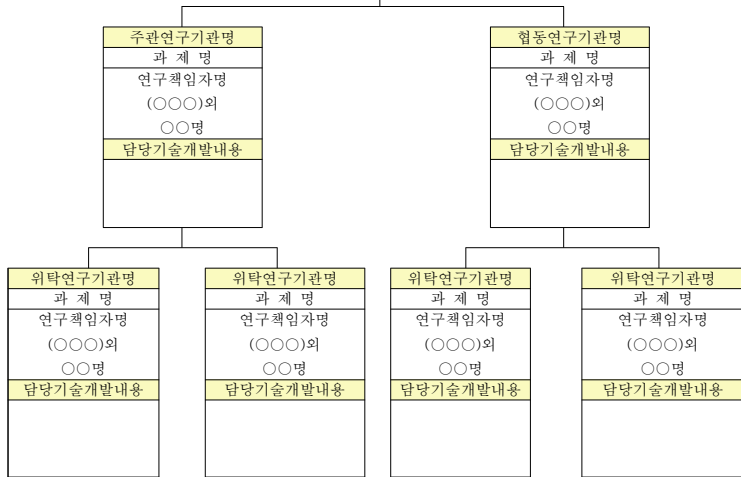 주관연구기관명
과 제 명
연구책임자명
(○○○)외
○○명
담당기술개발내용
협동연구기관명
과 제 명
연구책임자명
(○○○)외
○○명
담당기술개발내용
위탁연구기관명
과 제 명
연구책임자명
(○○○)외
○○명
담당기술개발내용
위탁연구기관명
과 제 명
연구책임자명
(○○○)외
○○명
담당기술개발내용
위탁연구기관명
과 제 명
연구책임자명
(○○○)외
○○명
담당기술개발내용
위탁연구기관명
과 제 명
연구책임자명
(○○○)외
○○명
담당기술개발내용